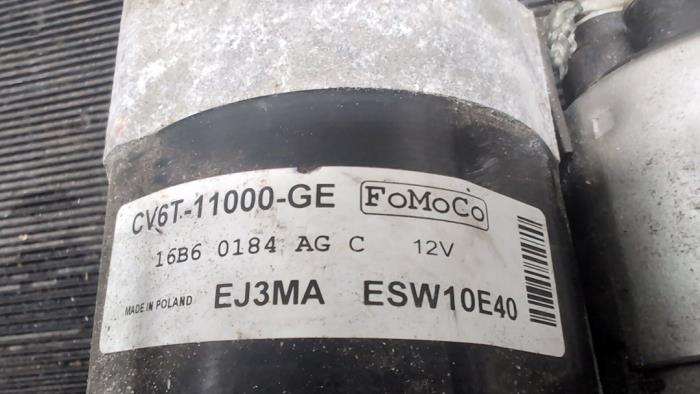 CV6T-11000-GE FoMoCo
16B6 0184 AG C 12V
MADE IN POLAND EJ3MA ESW10E40